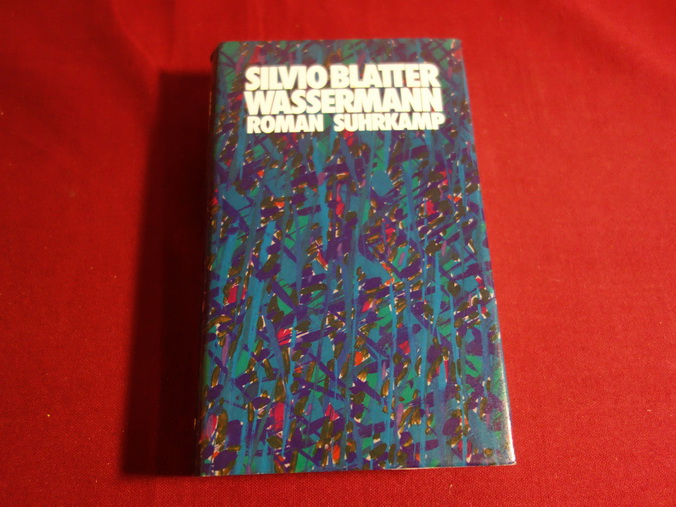 SILVIO BLATTER
WASSERMANN
ROMAN SUHRKAMP